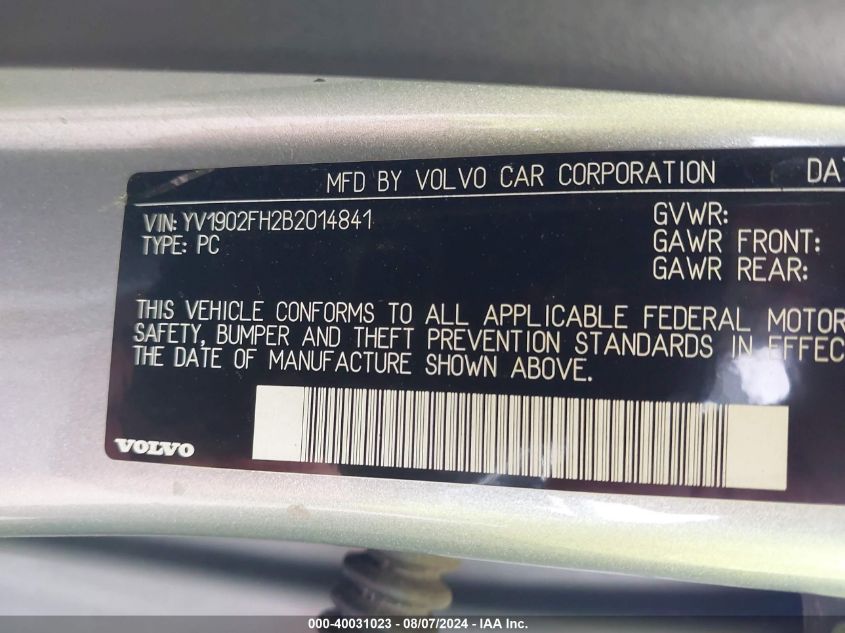 MFD BY VOLVO CAR CORPORATION DAT
VIN: YV1902FH2B2014841
TYPE: PC
GVWR:
GAWR FRONT:
GAWR REAR:
THIS VEHICLE CONFORMS TO ALL APPLICABLE FEDERAL MOTOR
SAFETY, BUMPER AND THEFT PREVENTION STANDARDS IN EFFEC
THE DATE OF MANUFACTURE SHOWN ABOVE.
VOLVO
000-40031023 - 08/07/2024 - IAA Inc.